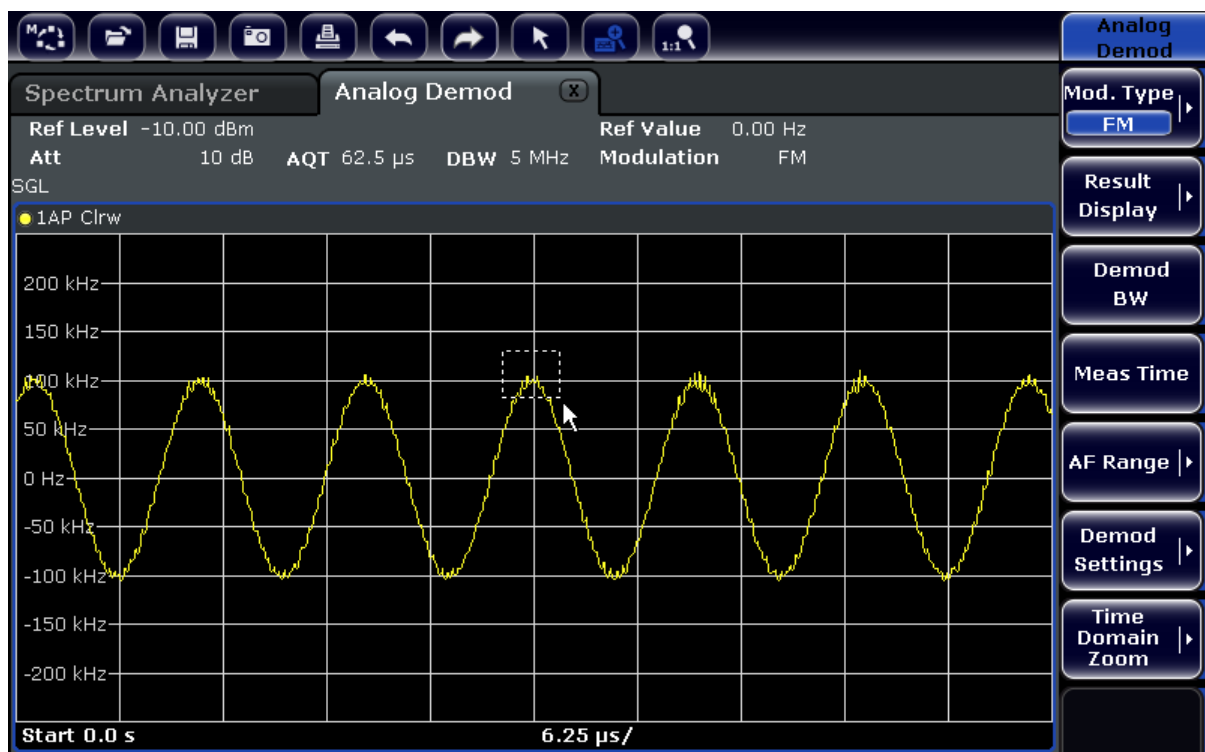 M
1:1
Analog
Demod
Spectrum Analyzer
Analog Demod
X
Ref Level -10.00 dBm
Ref Value 0.00 Hz
Att 10 dB AQT 62.5 µs DBW 5 MHz Modulation FM
SGL
1AP Clrw
200 kHz
150 kHz
100 kHz
50 kHz
0 Hz
-50 kHz
-100 kHz
-150 kHz
-200 kHz
Start 0.0 s
6.25 µs/
Mod. Type
FM
Result
Display
Demod
BW
Meas Time
AF Range
Demod
Settings
Time
Domain
Zoom